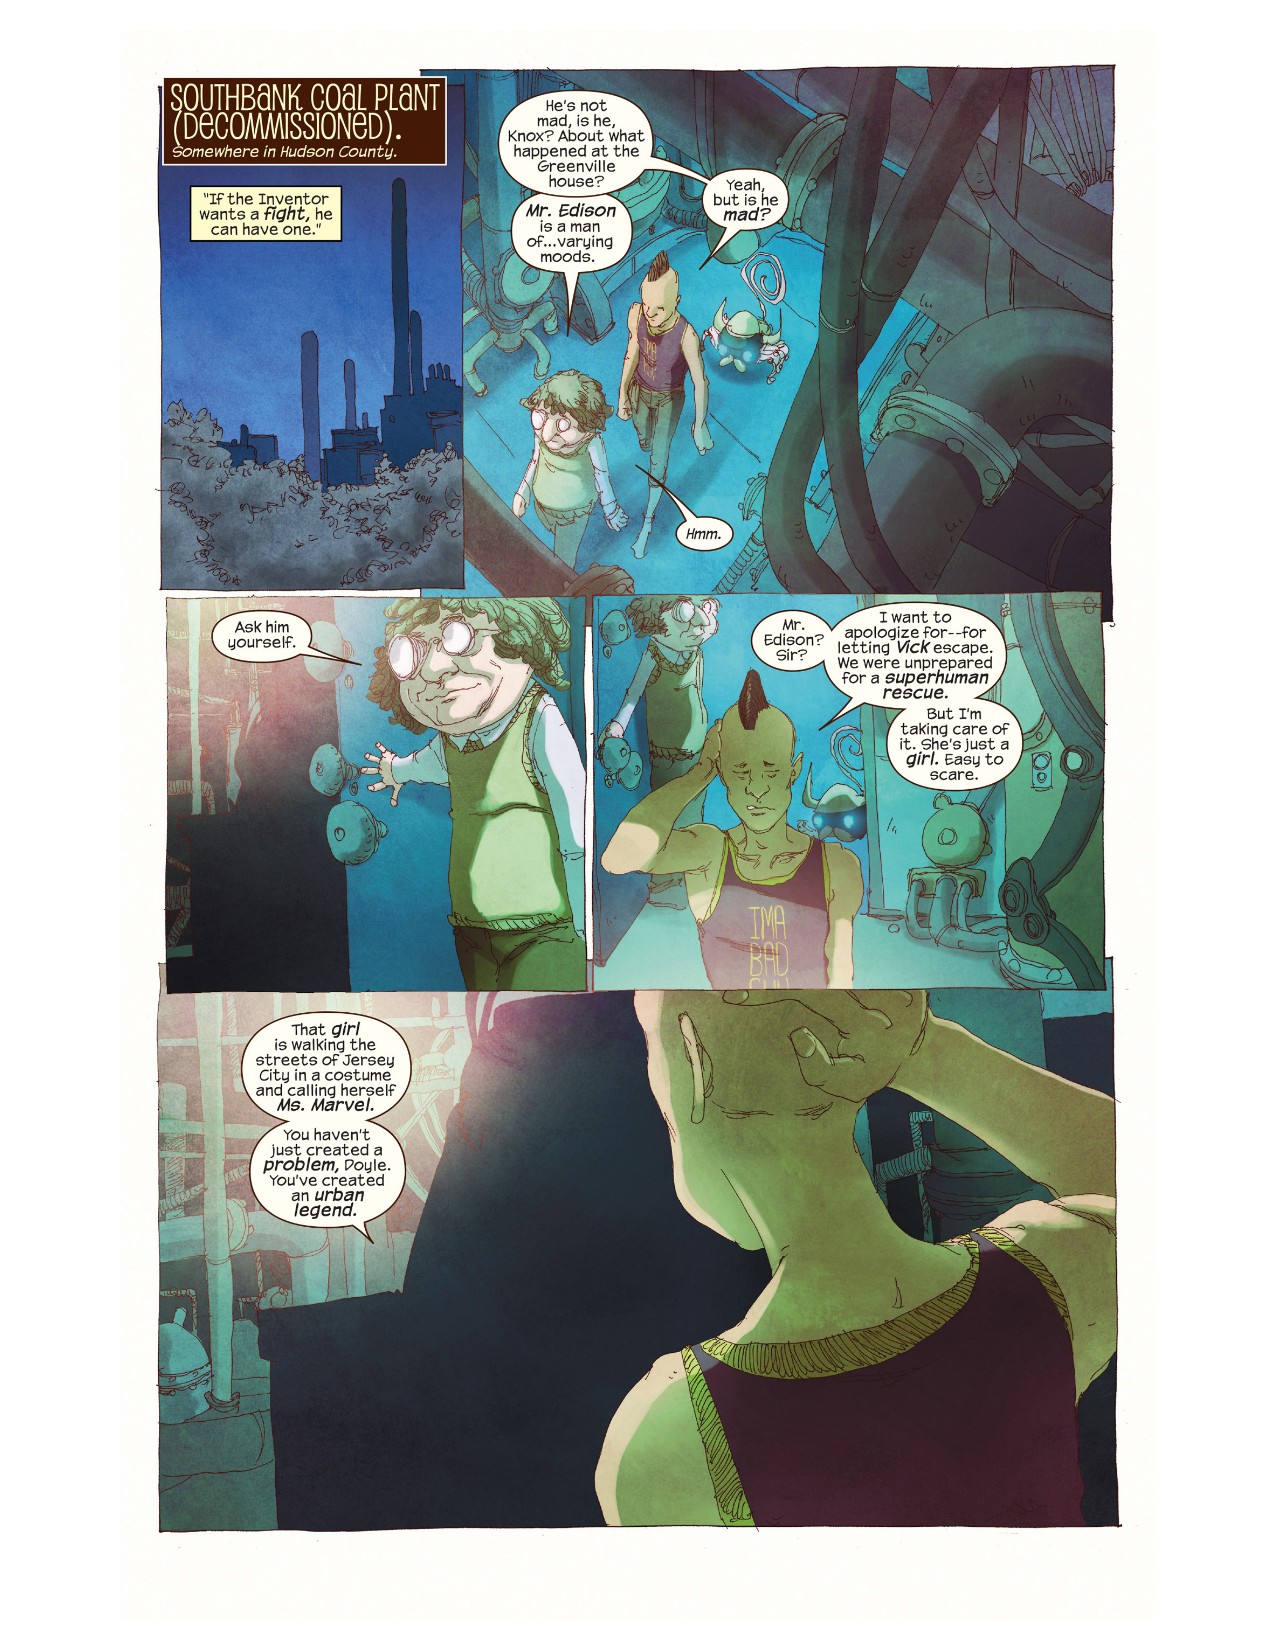 SOUTHBANK COAL PLANT
(DECOMMISSIONED).
Somewhere in Hudson County.
"If the Inventor
wants a fight, he
can have one."
He's not
mad, is he,
Knox? About what
happened at the
Greenville
house?
Mr. Edison
is a man
of...varying
moods.
Yeah,
but is he
mad?
IMA
Hmm.
Ask him
yourself.
Mr.
Edison?
Sir?
I want to
apologize for--for
letting Vick escape.
We were unprepared
for a superhuman
rescue.
But I'm
taking care of
it. She's just a
girl. Easy to
scare.
IMA
BAD
That girl
is walking the
streets of Jersey
City in a costume
and calling herself
Ms. Marvel.
You haven't
just created a
problem, Doyle.
You've created
an urban
legend.